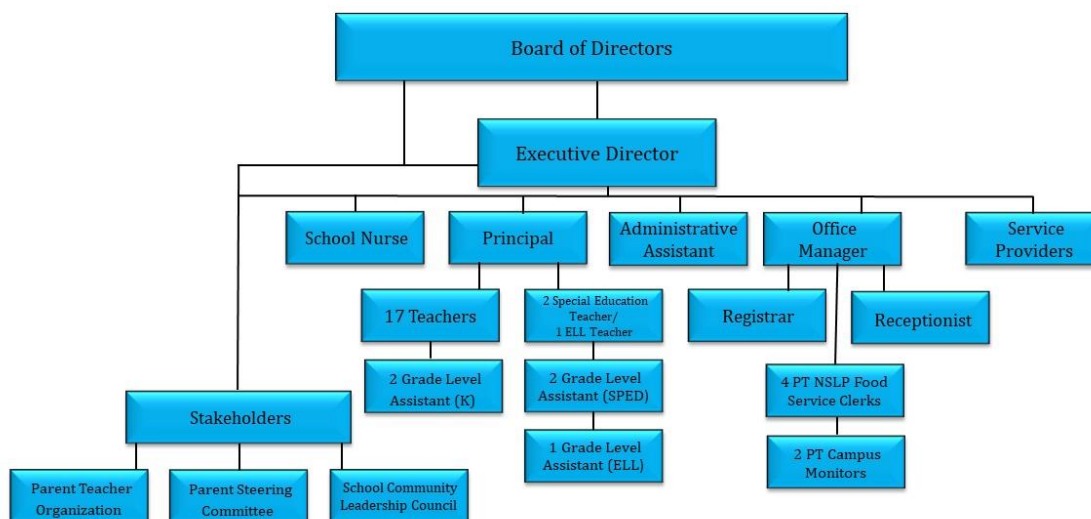 Board of Directors
Executive Director
School Nurse
Principal
Administrative
Assistant
Office
Manager
Service
Providers
17 Teachers
2 Special Education
Teacher/
1 ELL Teacher
Registrar
Receptionist
2 Grade Level
Assistant (K)
2 Grade Level
Assistant (SPED)
4 PT NSLP Food
Service Clerks
Stakeholders
1 Grade Level
Assistant (ELL)
2 PT Campus
Monitors
Parent Teacher
Organization
Parent Steering
Committee
School Community
Leadership Council